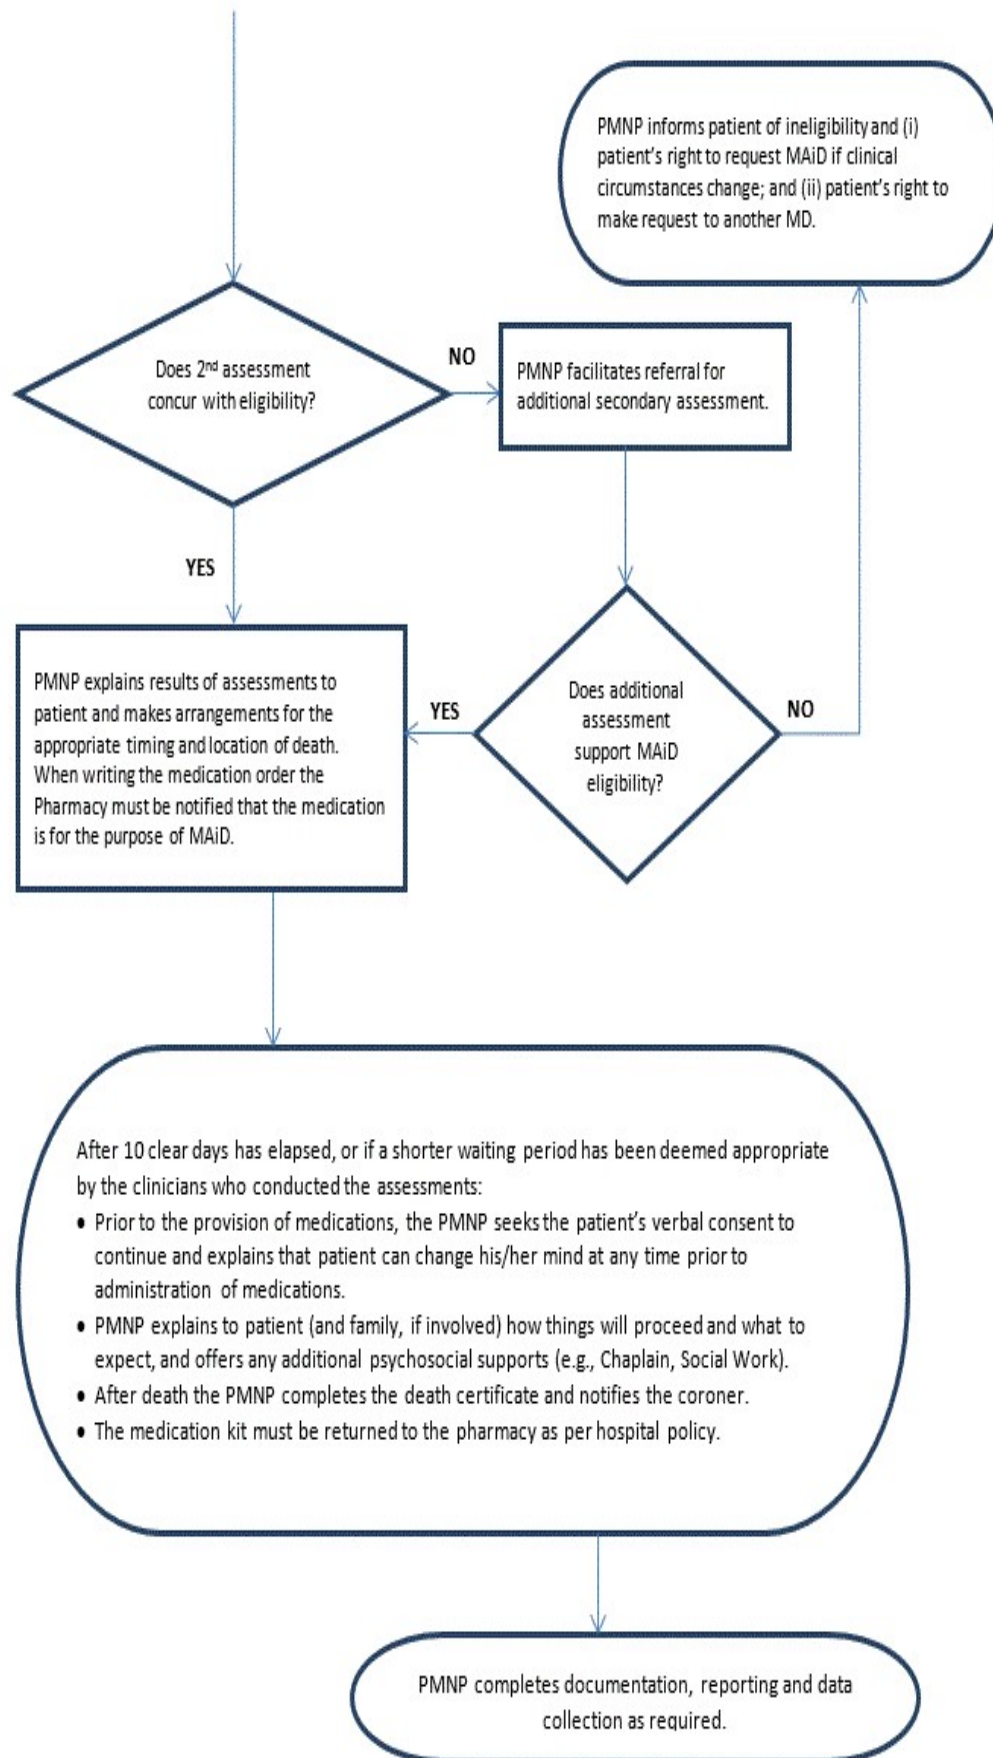 PMNP informs patient of ineligibility and (i)
patient's right to request MAiD if clinical
circumstances change; and (ii) patient's right to
make request to another MD.
Does 2nd assessment
concur with eligibility?
NO
PMNP facilitates referral for
additional secondary assessment.
YES
PMNP explains results of assessments to
patient and makes arrangements for the
appropriate timing and location of death.
When writing the medication order the
Pharmacy must be notified that the medication
is for the purpose of MAiD.
YES
Does additional
assessment
support MAiD
eligibility?
NO
After 10 clear days has elapsed, or if a shorter waiting period has been deemed appropriate
by the clinicians who conducted the assessments:
• Prior to the provision of medications, the PMNP seeks the patient's verbal consent to
continue and explains that patient can change his/her mind at any time prior to
administration of medications.
• PMNP explains to patient (and family, if involved) how things will proceed and what to
expect, and offers any additional psychosocial supports (e.g., Chaplain, Social Work).
• After death the PMNP completes the death certificate and notifies the coroner.
• The medication kit must be returned to the pharmacy as per hospital policy.
PMNP completes documentation, reporting and data
collection as required.